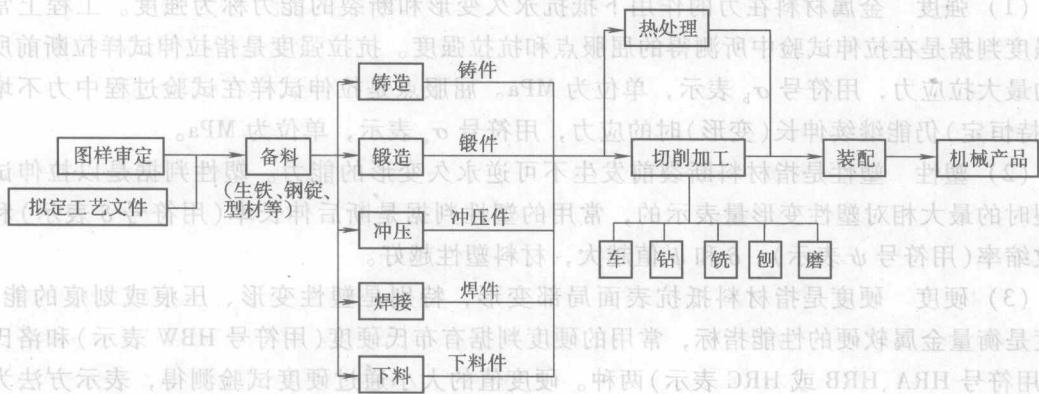 热处理
铸造
铸件
图样审定
拟定工艺文件
备料
(生铁、钢锭、
型材等)
锻造
锻件
切削加工
装配
机械产品
冲压
冲压件
车
钻
铣
刨
磨
焊接
焊件
下料
下料件